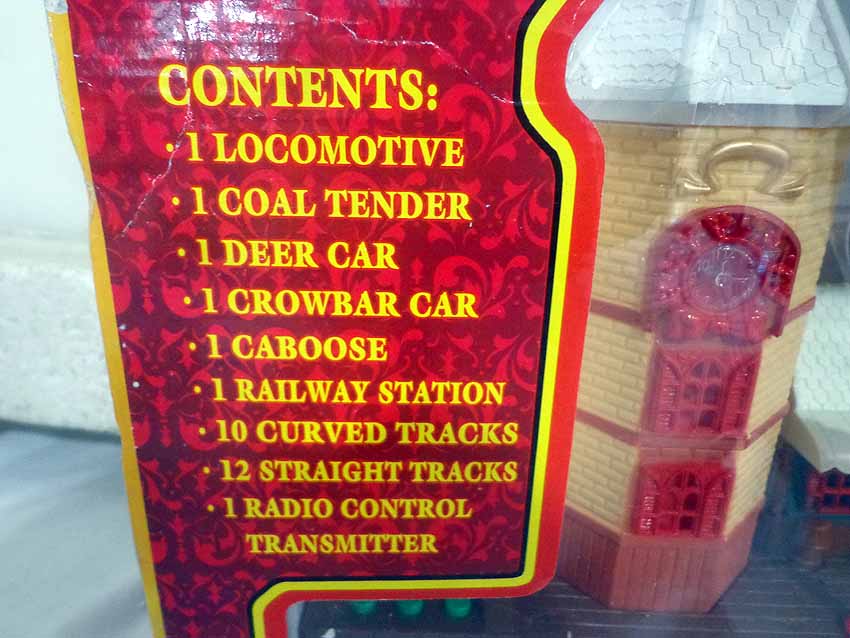 CONTENTS:
· 1 LOCOMOTIVE
· 1 COAL TENDER
· 1 DEER CAR
· 1 CROWBAR CAR
· 1 CABOOSE
· 1 RAILWAY STATION
· 10 CURVED TRACKS
· 12 STRAIGHT TRACKS
· 1 RADIO CONTROL
TRANSMITTER